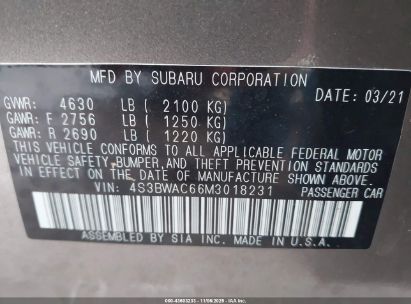 MFD BY SUBARU CORPORATION
DATE: 03/21
GVWR: 4630 LB ( 2100 KG)
GAWR: F 2756 LB ( 1250 KG)
GAWR: R 2690 LB ( 1220 KG)
THIS VEHICLE CONFORMS TO ALL APPLICABLE FEDERAL MOTOR
VEHICLE SAFETY, BUMPER, AND THEFT PREVENTION STANDARDS
IN EFFECT ON THE DATE OF MANUFACTURE SHOWN ABOVE.
VIN: 4S3BWAC66M3018231 PASSENGER CAR
ASSEMBLED BY SIA INC. IN U.S.A.